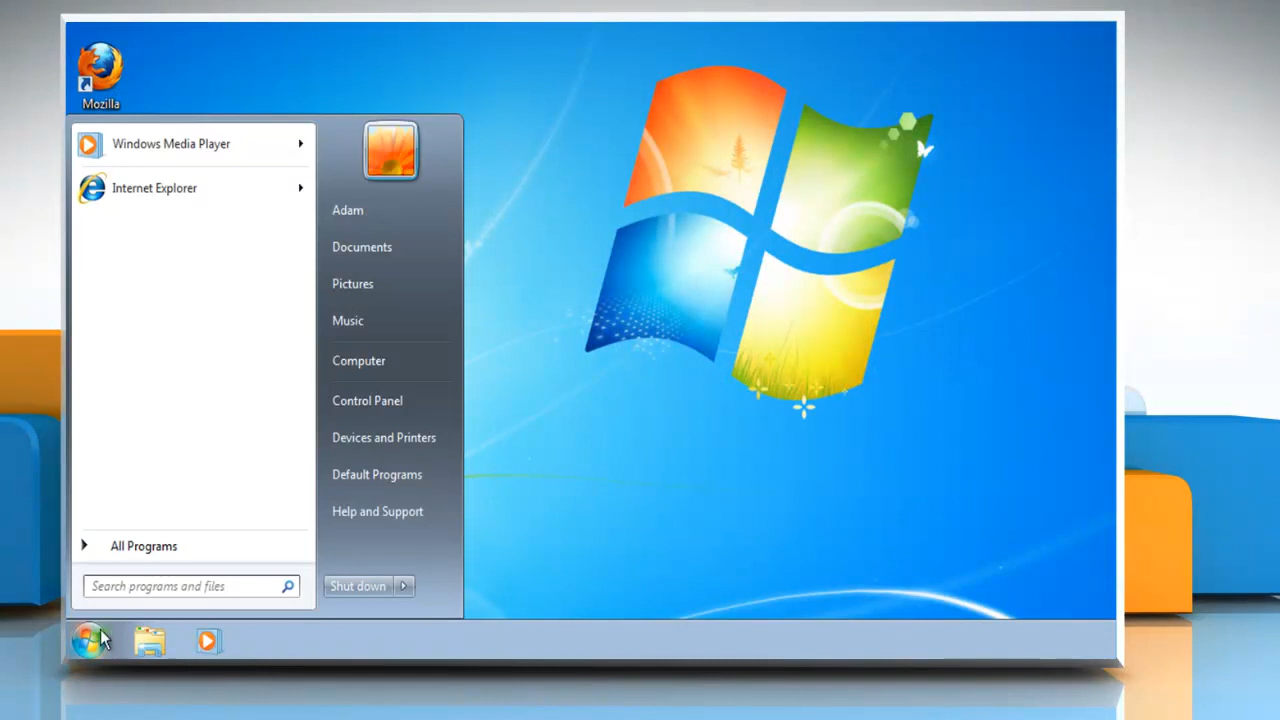 Mozilla
Windows Media Player
Internet Explorer
All Programs
Search programs and files
Adam
Documents
Pictures
Music
Computer
Control Panel
Devices and Printers
Default Programs
Help and Support
Shut down